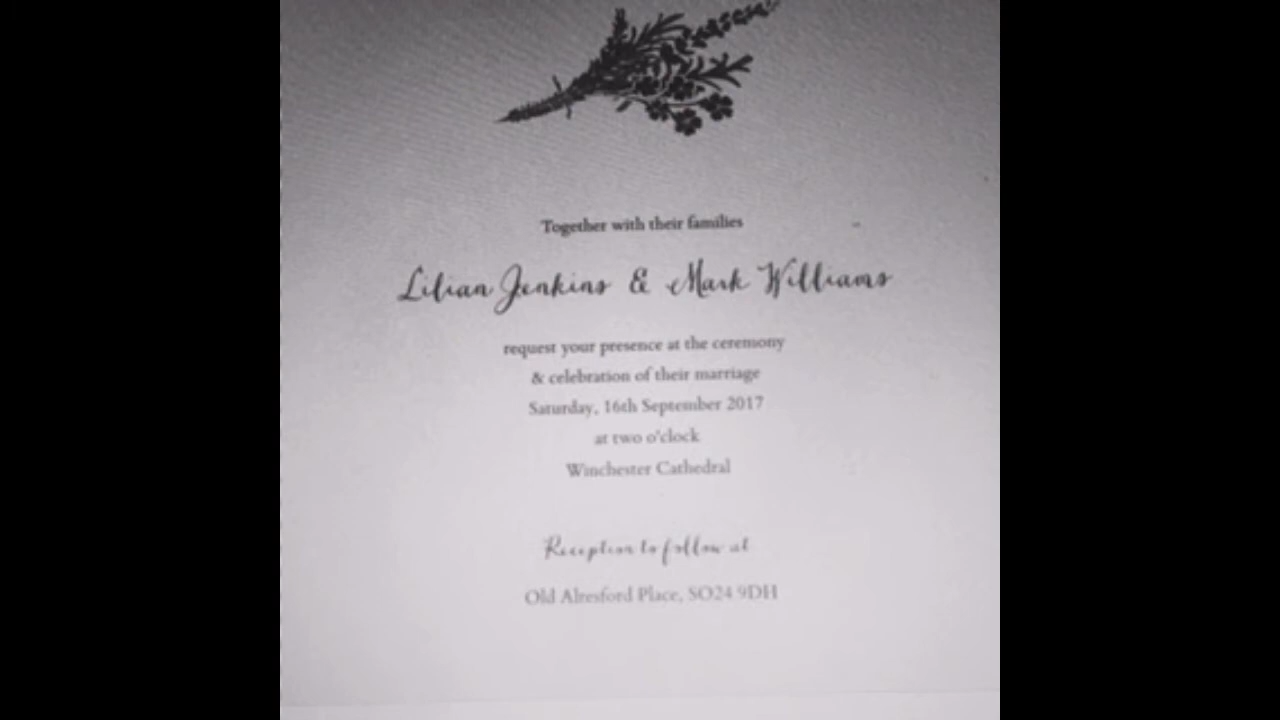 Together with their families
Lilian Jenkins & Mark Williams
request your presence at the ceremony
& celebration of their marriage
Saturday, 16th September 2017
at two o'clock
Winchester Cathedral
Reception to follow at
Old Alresford Place, SO24 9DH